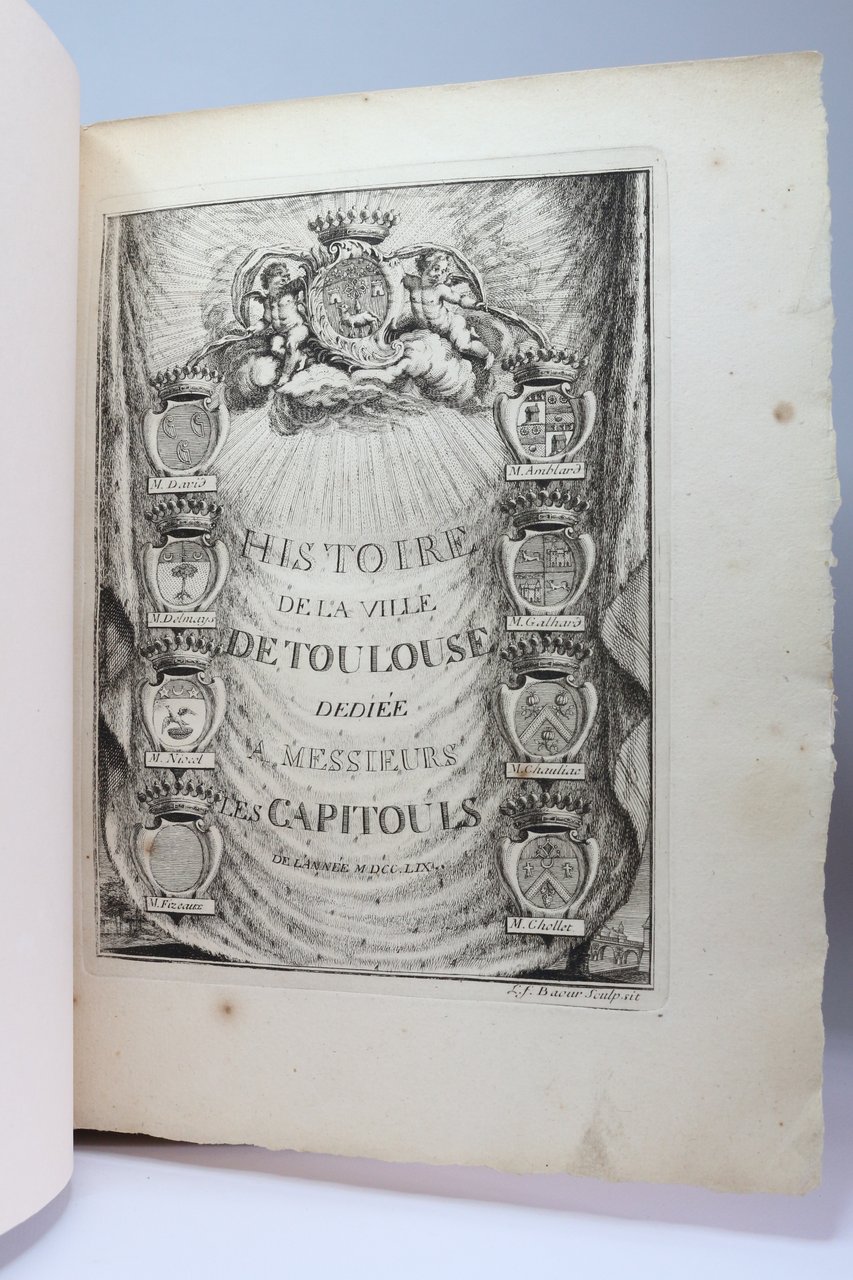 HISTOIRE
DE LA VILLE
DE TOULOUSE
DEDIÉE
A MESSIEURS
LES CAPITOULS
DE L'ANNÉE M DCC.LIX.
M. David
M. Delmays
M. Fizeaux
M. Amblard
M. Galhard
M. Chauliac
M. Chollet
Baour Sculpsit